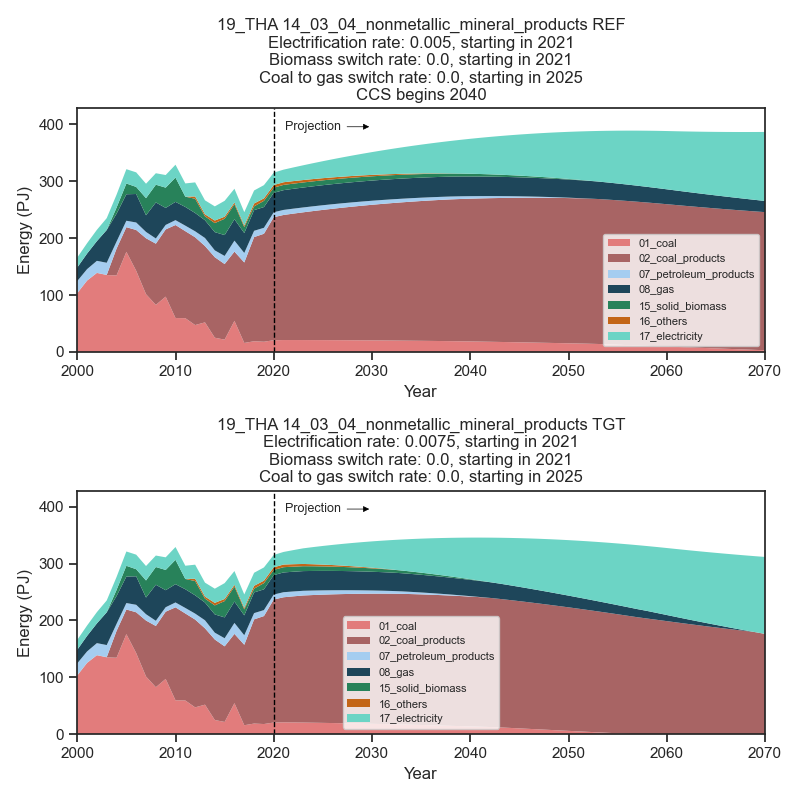 19_THA 14_03_04_nonmetallic_mineral_products REF
Electrification rate: 0.005, starting in 2021
Biomass switch rate: 0.0, starting in 2021
Coal to gas switch rate: 0.0, starting in 2025
CCS begins 2040
400
300
200
100
0
Energy (PJ)
Projection
01_coal
02_coal_products
07_petroleum_products
08_gas
15_solid_biomass
16_others
17_electricity
2000 2010 2020 2030 2040 2050 2060 2070
Year
19_THA 14_03_04_nonmetallic_mineral_products TGT
Electrification rate: 0.0075, starting in 2021
Biomass switch rate: 0.0, starting in 2021
Coal to gas switch rate: 0.0, starting in 2025
400
300
200
100
0
Energy (PJ)
Projection
01_coal
02_coal_products
07_petroleum_products
08_gas
15_solid_biomass
16_others
17_electricity
2000 2010 2020 2030 2040 2050 2060 2070
Year